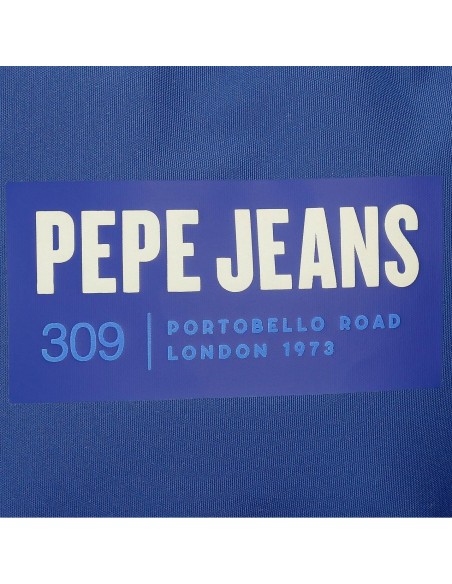 PEPE JEANS
309
PORTOBELLO ROAD
LONDON 1973